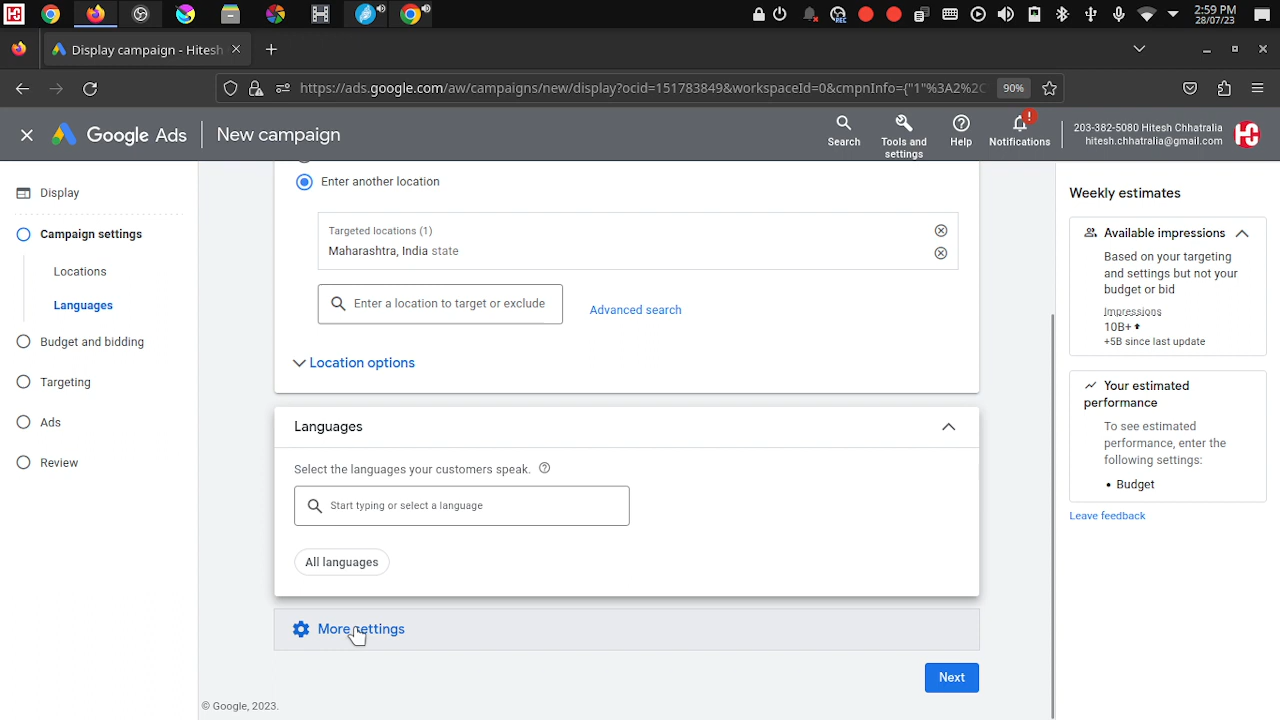 2:59 PM
28/07/23
REC
Display campaign - Hitesh
https://ads.google.com/aw/campaigns/new/display?ocid=151783849&workspaceId=0&cmpnInfo={"1"%3A2%2C
90%
Google Ads
New campaign
Search
Tools and
settings
Help
Notifications
203-382-5080 Hitesh Chhatralia
hitesh.chhatralia@gmail.com
Display
Campaign settings
Locations
Languages
Budget and bidding
Targeting
Ads
Review
Enter another location
Targeted locations (1)
Maharashtra, India state
Enter a location to target or exclude
Advanced search
Location options
Languages
Select the languages your customers speak.
Start typing or select a language
All languages
More settings
Next
© Google, 2023.
Weekly estimates
Available impressions
Based on your targeting
and settings but not your
budget or bid
Impressions
10B+
+5B since last update
Your estimated
performance
To see estimated
performance, enter the
following settings:
• Budget
Leave feedback